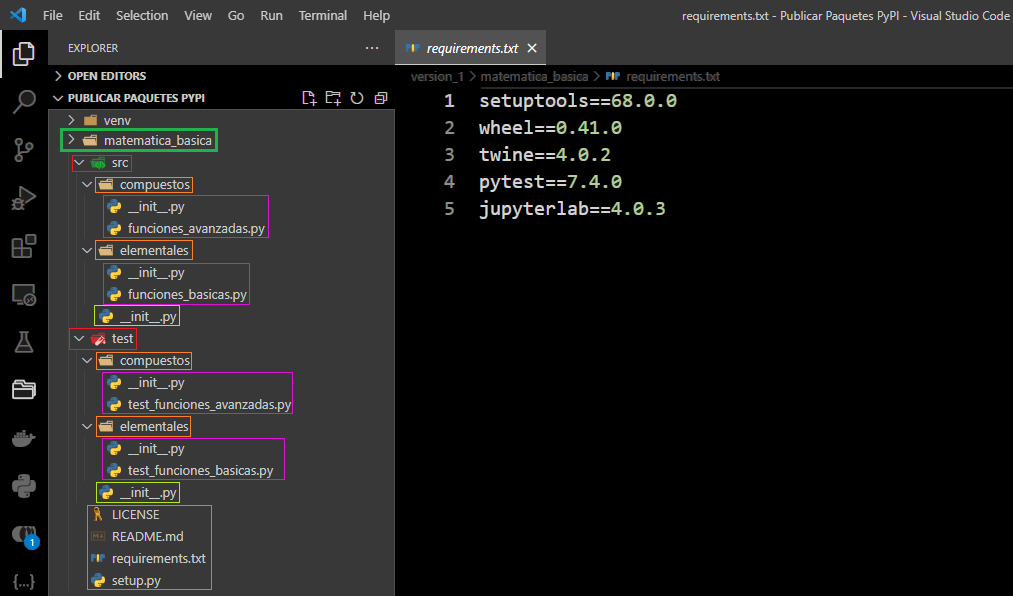 File Edit Selection View Go Run Terminal Help requirements.txt - Publicar Paquetes PyPI - Visual Studio Code
EXPLORER ...
requirements.txt
OPEN EDITORS
PUBLICAR PAQUETES PYPI
version_1 > matematica_basica > requirements.txt
venv
matematica_basica
src
compuestos
__init__.py
funciones_avanzadas.py
elementales
__init__.py
funciones_basicas.py
__init__.py
test
compuestos
__init__.py
test_funciones_avanzadas.py
elementales
__init__.py
test_funciones_basicas.py
__init__.py
LICENSE
README.md
requirements.txt
setup.py
1 setuptools==68.0.0
2 wheel==0.41.0
3 twine==4.0.2
4 pytest==7.4.0
5 jupyterlab==4.0.3
1
{...}